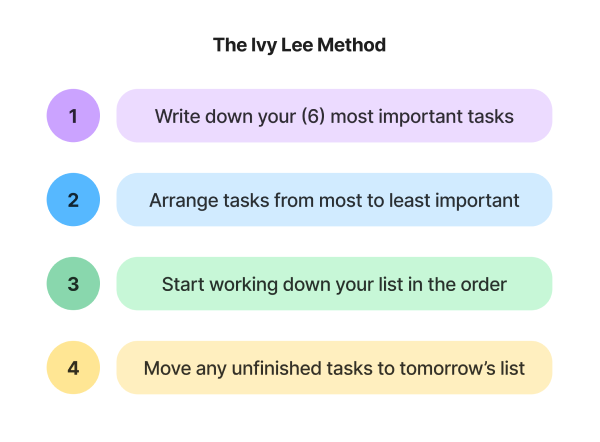 The Ivy Lee Method
1
Write down your (6) most important tasks
2
Arrange tasks from most to least important
3
Start working down your list in the order
4
Move any unfinished tasks to tomorrow’s list